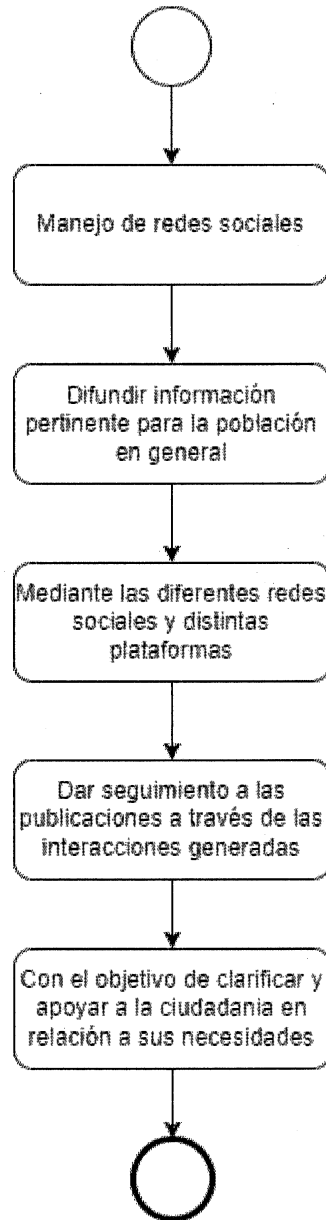 Manejo de redes sociales
Difundir información
pertinente para la población
en general
Mediante las diferentes redes
sociales y distintas
plataformas
Dar seguimiento a las
publicaciones a través de las
interacciones generadas
Con el objetivo de clarificar y
apoyar a la ciudadania en
relación a sus necesidades